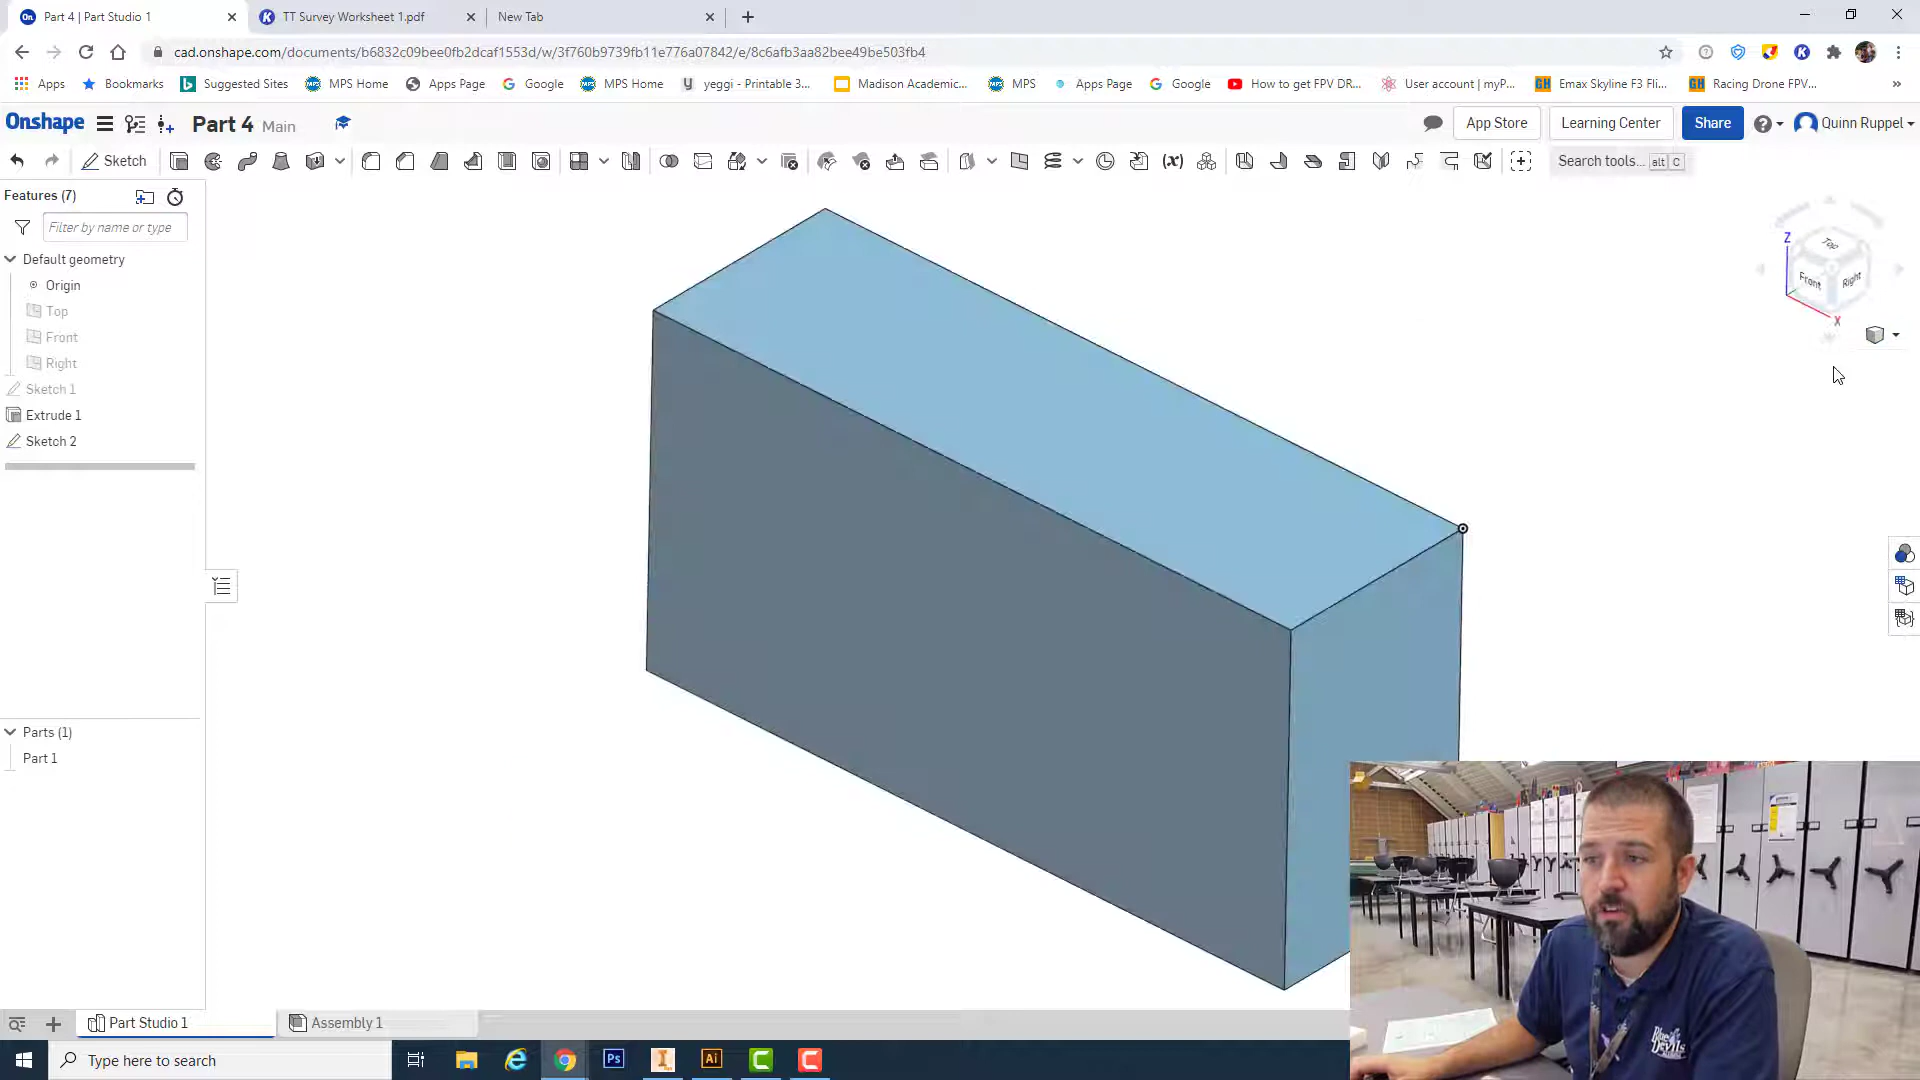 Part 4 | Part Studio 1
TT Survey Worksheet 1.pdf
New Tab
cad.onshape.com/documents/b6832c09bee0fb2dcaf1553d/w/3f760b9739fb11e776a07842/e/8c6afb3aa82bee49be503fb4
Apps Bookmarks Suggested Sites MPS Home Apps Page Google MPS Home yeggi - Printable 3... Madison Academic... MPS Apps Page Google How to get FPV DR... User account | myP... Emax Skyline F3 Fli... Racing Drone FPV...
Onshape Part 4 Main App Store Learning Center Share Quinn Ruppel
Sketch Search tools... alt C
Features (7)
Filter by name or type
Default geometry
Origin
Top
Front
Right
Sketch 1
Extrude 1
Sketch 2
Z
Top
Front Right
X
Parts (1)
Part 1
Blue Devils
Part Studio 1 Assembly 1
Type here to search